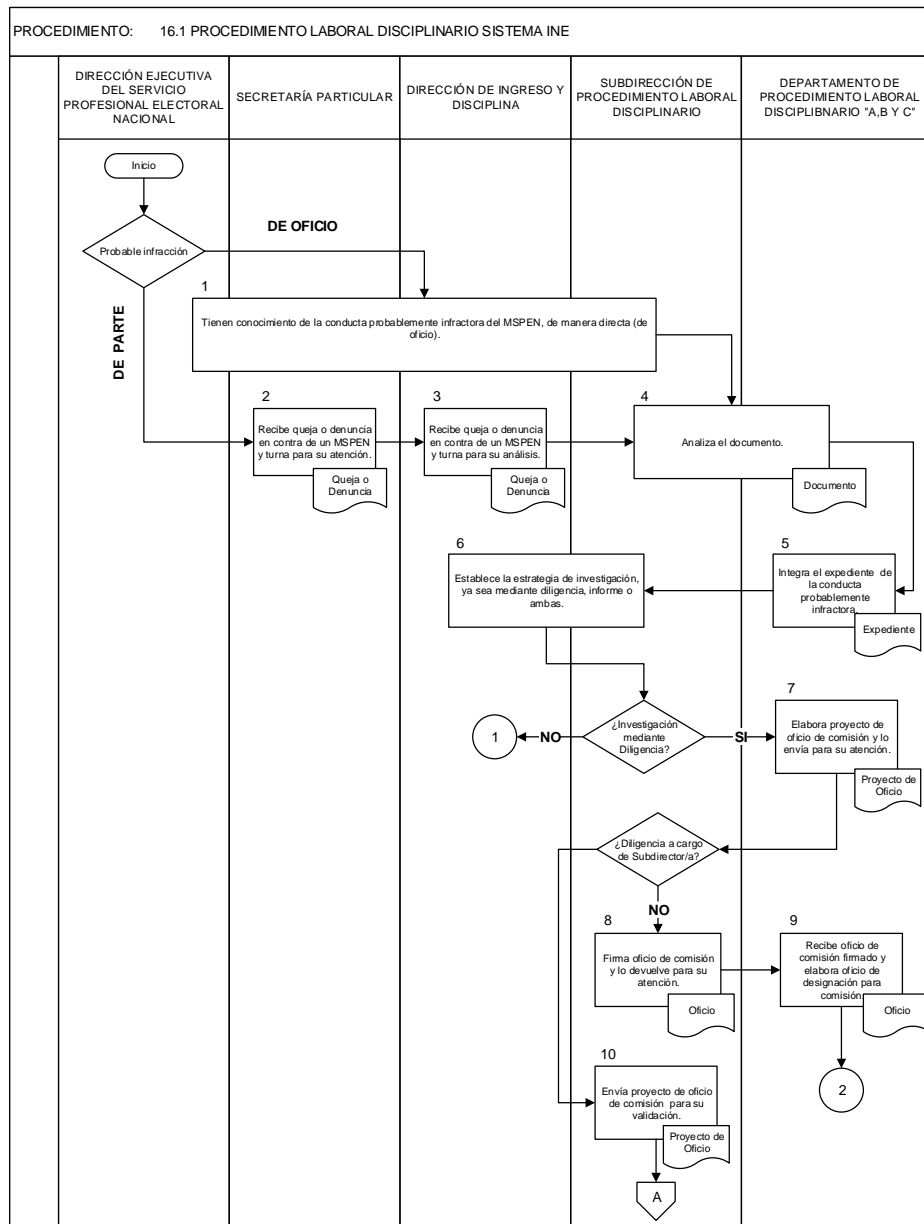 PROCEDIMIENTO: 16.1 PROCEDIMIENTO LABORAL DISCIPLINARIO SISTEMA INE
DIRECCIÓN EJECUTIVA
DEL SERVICIO
PROFESIONAL ELECTORAL
NACIONAL
SECRETARÍA PARTICULAR
DIRECCIÓN DE INGRESO Y
DISCIPLINA
SUBDIRECCIÓN DE
PROCEDIMIENTO LABORAL
DISCIPLINARIO
DEPARTAMENTO DE
PROCEDIMIENTO LABORAL
DISCIPLIBNARIO "A,B Y C"
Inicio
Probable infracción
DE OFICIO
DE PARTE
1
Tienen conocimiento de la conducta probablemente infractora del MSPEN, de manera directa (de
oficio).
2
Recibe queja o denuncia
en contra de un MSPEN
y turna para su atención.
Queja o
Denuncia
3
Recibe queja o denuncia
en contra de un MSPEN
y turna para su análisis.
Queja o
Denuncia
4
Analiza el documento.
Documento
5
Integra el expediente de
la conducta
probablemente
infractora.
Expediente
6
Establece la estrategia de investigación,
ya sea mediante diligencia, informe o
ambas.
¿Investigación
mediante
Diligencia?
NO
1
SI
7
Elabora proyecto de
oficio de comisión y lo
envía para su atención.
Proyecto de
Oficio
¿Diligencia a cargo
de Subdirector/a?
NO
8
Firma oficio de comisión
y lo devuelve para su
atención.
Oficio
9
Recibe oficio de
comisión firmado y
elabora oficio de
designación para
comisión.
Oficio
2
10
Envía proyecto de oficio
de comisión para su
validación.
Proyecto de
Oficio
A